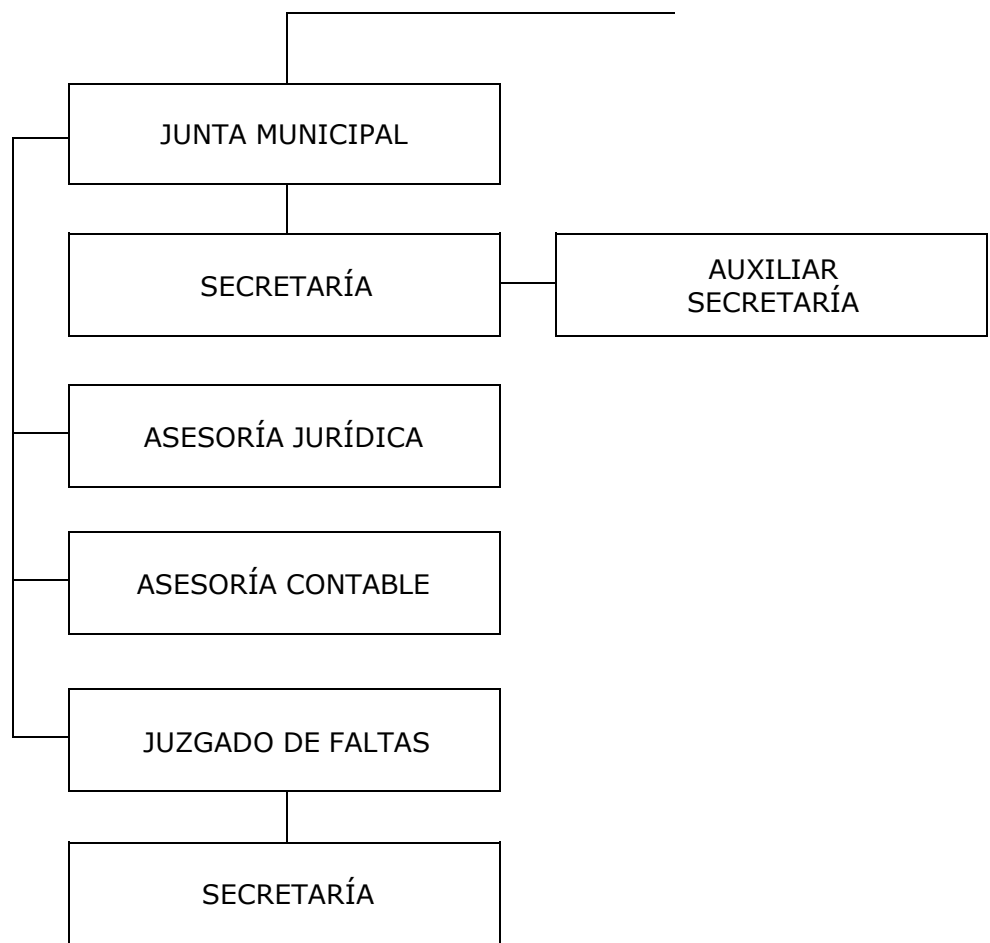 JUNTA MUNICIPAL
SECRETARÍA
AUXILIAR
SECRETARÍA
ASESORÍA JURÍDICA
ASESORÍA CONTABLE
JUZGADO DE FALTAS
SECRETARÍA